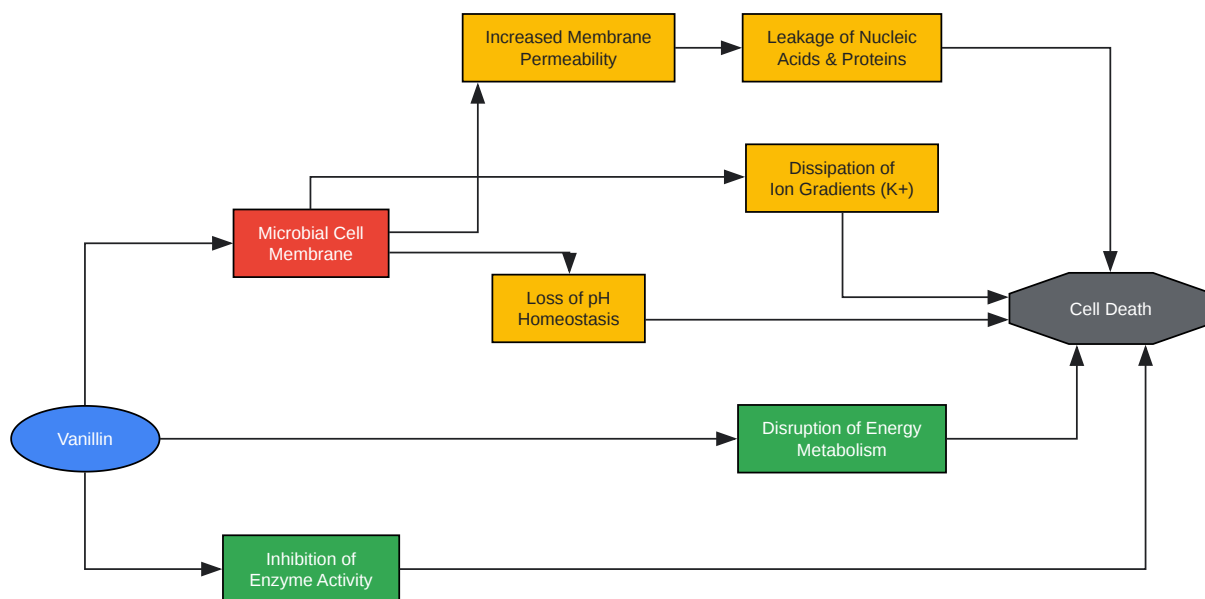 Increased Membrane
Permeability
Leakage of Nucleic
Acids & Proteins
Dissipation of
Ion Gradients (K+)
Microbial Cell
Membrane
Loss of pH
Homeostasis
Cell Death
Vanillin
Disruption of Energy
Metabolism
Inhibition of
Enzyme Activity